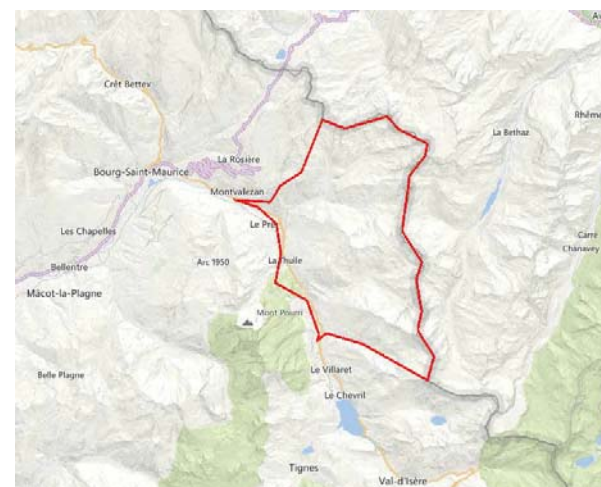 Crêt Bettex
Rhême
La Bethaz
La Rosière
Bourg-Saint-Maurice
Montvalezan
Le Pré
Les Chapelles
Carré
Chanavey
La Thuile
Arc 1950
Bellentre
Mâcot-la-Plagne
Mont Pourri
Belle Plagne
Le Villaret
Le Chevril
Tignes
Val-d'Isère